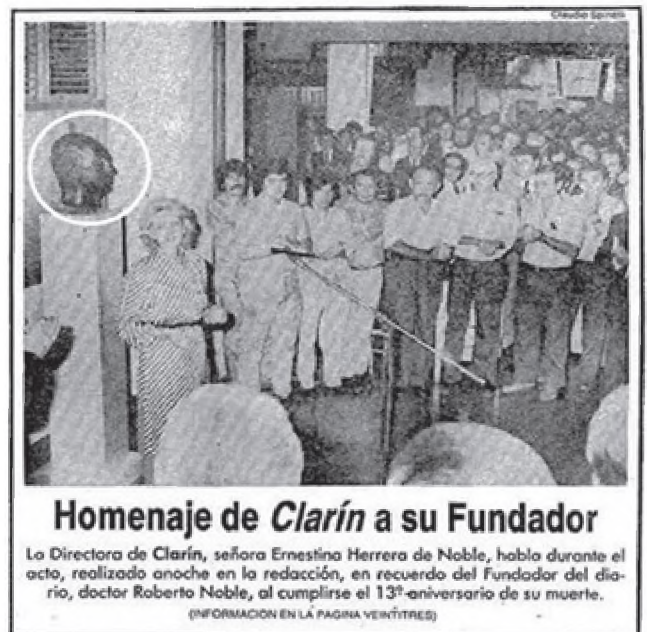 Claudio Spinelli
Homenaje de Clarín a su Fundador
La Directora de Clarín, señora Ernestina Herrera de Noble, habla durante el
acto, realizado anoche en la redacción, en recuerdo del Fundador del dia-
rio, doctor Roberto Noble, al cumplirse el 13º aniversario de su muerte.
(INFORMACION EN LA PAGINA VEINTITRES)